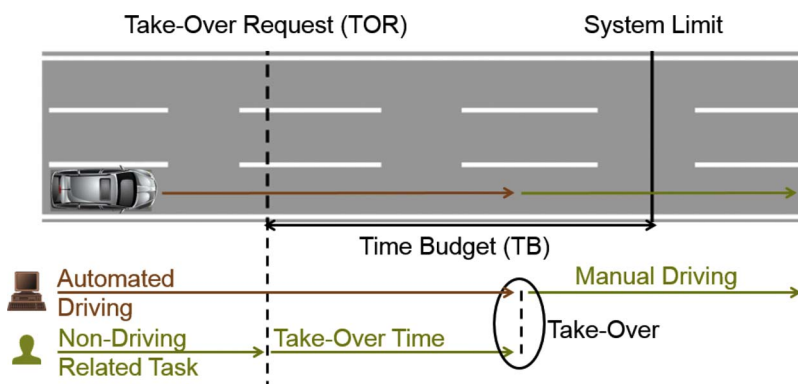 Take-Over Request (TOR)
System Limit
Time Budget (TB)
Automated
Driving
Manual Driving
Non-Driving
Related Task
Take-Over Time
Take-Over